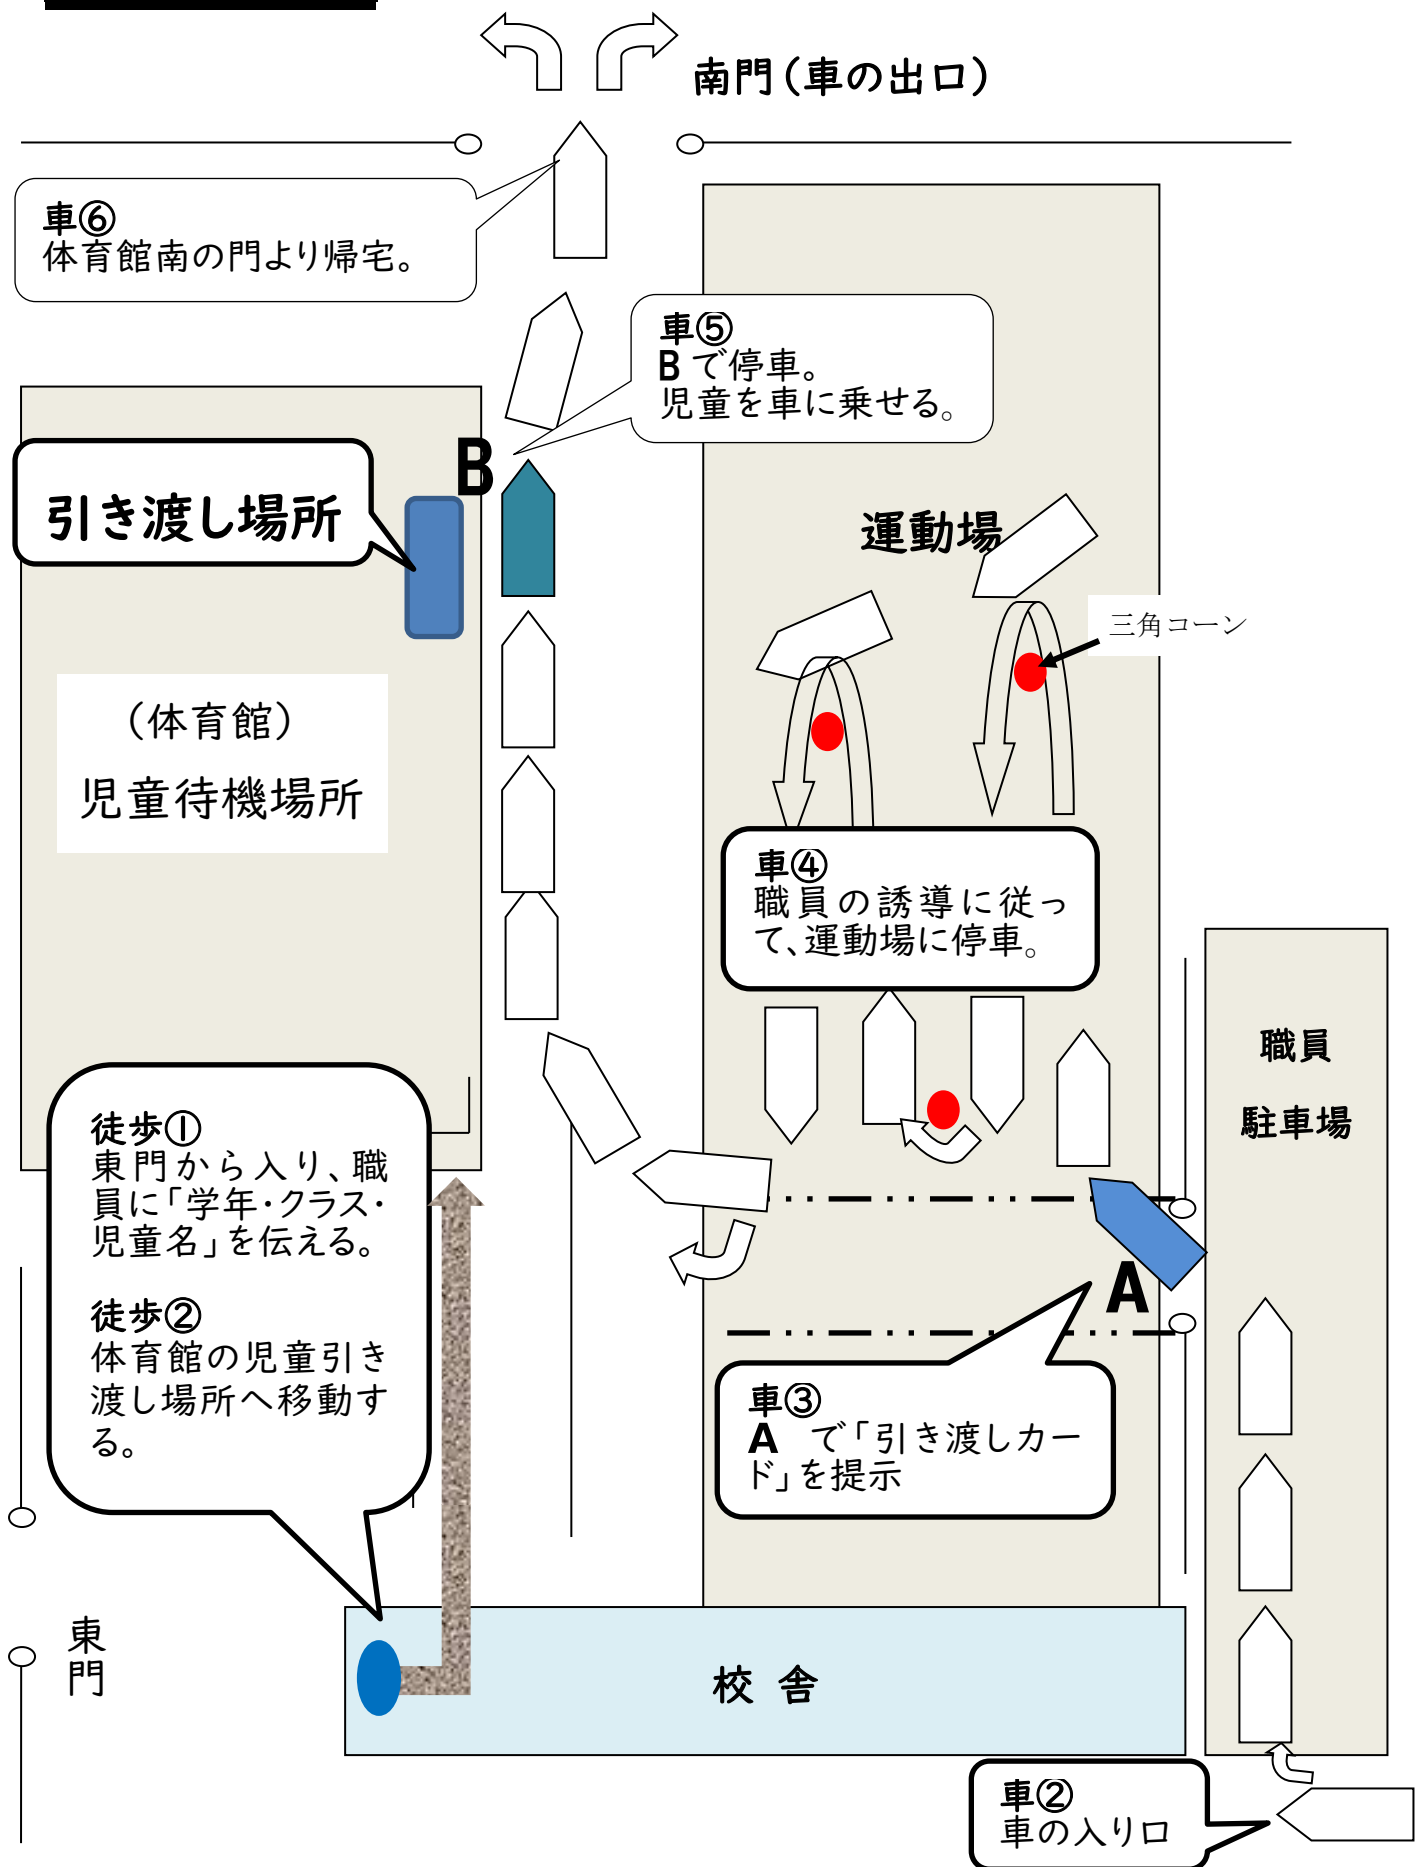 南門(車の出口)
車⑥
体育館南の門より帰宅。
車⑤
Bで停車。
児童を車に乗せる。
B
引き渡し場所
運動場
三角コーン
(体育館)
児童待機場所
車④
職員の誘導に従っ
て、運動場に停車。
職員
駐車場
徒歩①
東門から入り、職
員に「学年・クラス・
児童名」を伝える。
徒歩②
体育館の児童引き
渡し場所へ移動す
る。
A
車③
A で「引き渡しカー
ド」を提示
東
門
校 舎
車②
車の入り口